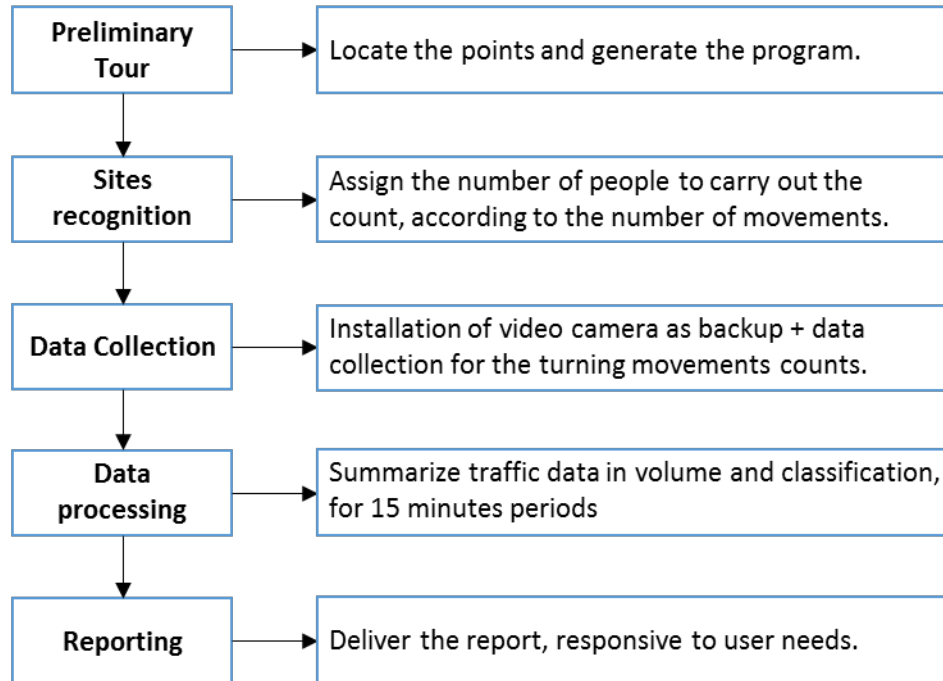 Preliminary
Tour
Locate the points and generate the program.
Sites
recognition
Assign the number of people to carry out the
count, according to the number of movements.
Data Collection
Installation of video camera as backup + data
collection for the turning movements counts.
Data
processing
Summarize traffic data in volume and classification,
for 15 minutes periods
Reporting
Deliver the report, responsive to user needs.